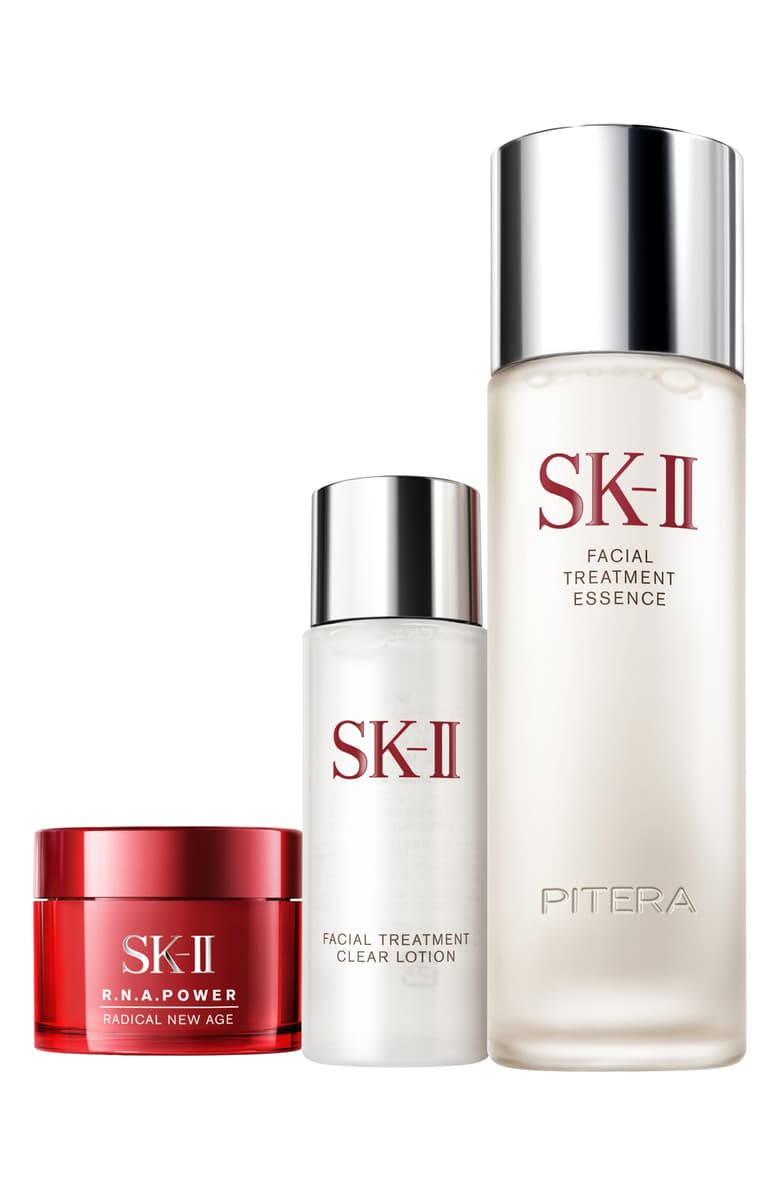 SK-II
FACIAL
TREATMENT
ESSENCE
PITERA
SK-II
FACIAL TREATMENT
CLEAR LOTION
SK-II
R.N.A.POWER
RADICAL NEW AGE